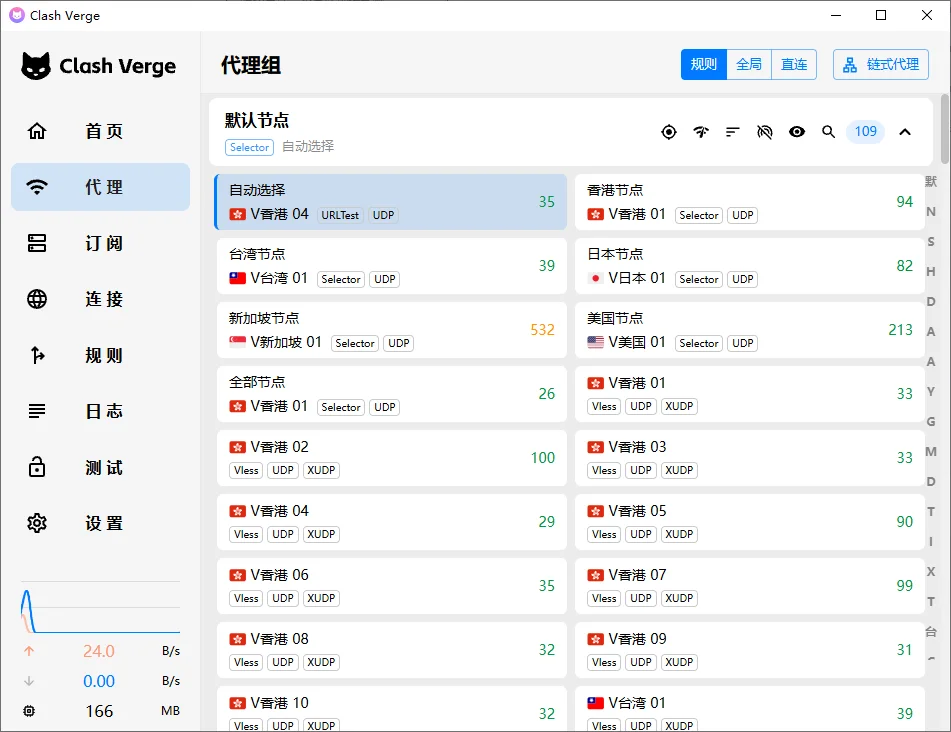 Clash Verge
Clash Verge
首页
代理
订阅
连接
规则
日志
测试
设置
24.0 B/s
0.00 B/s
166 MB
代理组
规则 全局 直连 链式代理
默认节点
Selector 自动选择
109
自动选择
V香港 04 URLTest UDP
35
香港节点
V香港 01 Selector UDP
94
台湾节点
V台湾 01 Selector UDP
39
日本节点
V日本 01 Selector UDP
82
新加坡节点
V新加坡 01 Selector UDP
532
美国节点
V美国 01 Selector UDP
213
全部节点
V香港 01 Selector UDP
26
V香港 01
Vless UDP XUDP
33
V香港 02
Vless UDP XUDP
100
V香港 03
Vless UDP XUDP
33
V香港 04
Vless UDP XUDP
29
V香港 05
Vless UDP XUDP
90
V香港 06
Vless UDP XUDP
35
V香港 07
Vless UDP XUDP
99
V香港 08
Vless UDP XUDP
32
V香港 09
Vless UDP XUDP
31
V香港 10
Vless UDP XUDP
32
V台湾 01
Vless UDP XUDP
39
默
N
S
H
D
A
A
Y
G
M
D
T
I
X
T
台